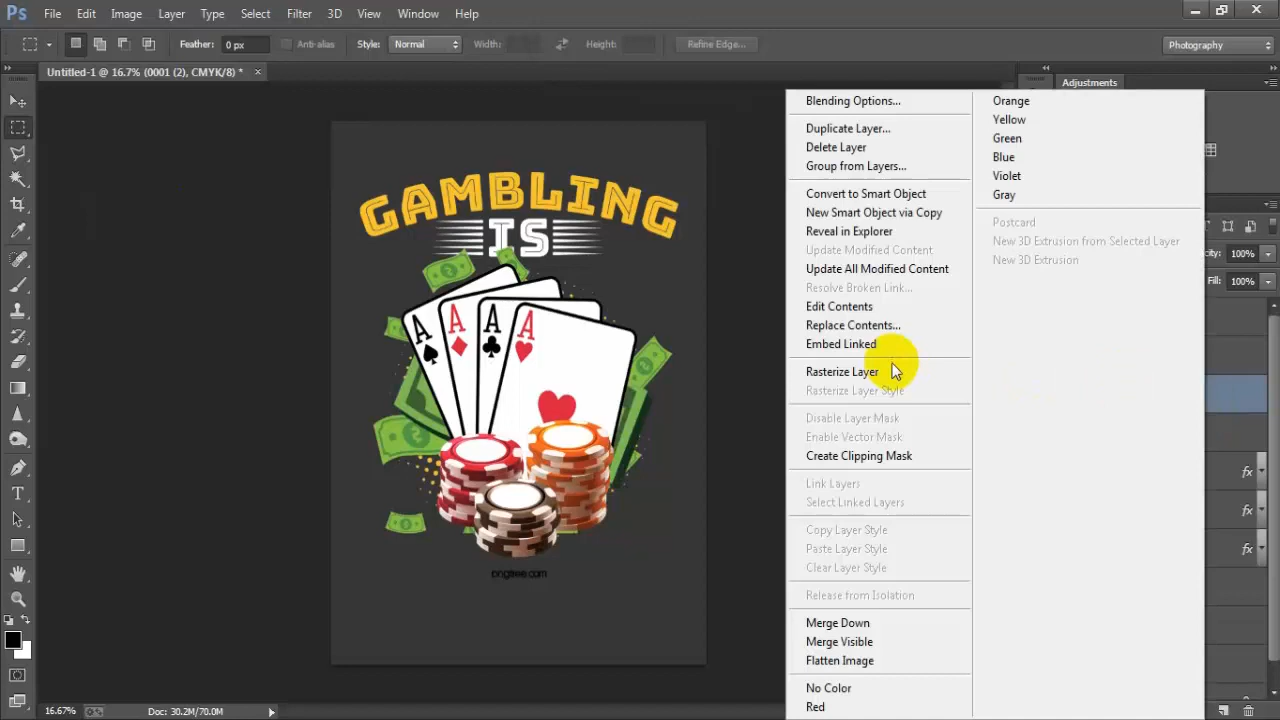 Ps File Edit Image Layer Type Select Filter 3D View Window Help
Feather: 0 px Anti-alias Style: Normal Width: Height: Refine Edge... Photography
Untitled-1 @ 16.7% (0001 (2), CMYK/8) * ×
Adjustments
GAMBLING
IS
A A A A
pngtree.com
Blending Options...
Duplicate Layer...
Delete Layer
Group from Layers...
Convert to Smart Object
New Smart Object via Copy
Reveal in Explorer
Update Modified Content
Update All Modified Content
Resolve Broken Link...
Edit Contents
Replace Contents...
Embed Linked
Rasterize Layer
Rasterize Layer Style
Disable Layer Mask
Enable Vector Mask
Create Clipping Mask
Link Layers
Select Linked Layers
Copy Layer Style
Paste Layer Style
Clear Layer Style
Release from Isolation
Merge Down
Merge Visible
Flatten Image
No Color
Red
Orange
Yellow
Green
Blue
Violet
Gray
Postcard
New 3D Extrusion from Selected Layer
New 3D Extrusion
100%
Fill: 100%
fx
fx
fx
16.67% Doc: 30.2M/70.0M